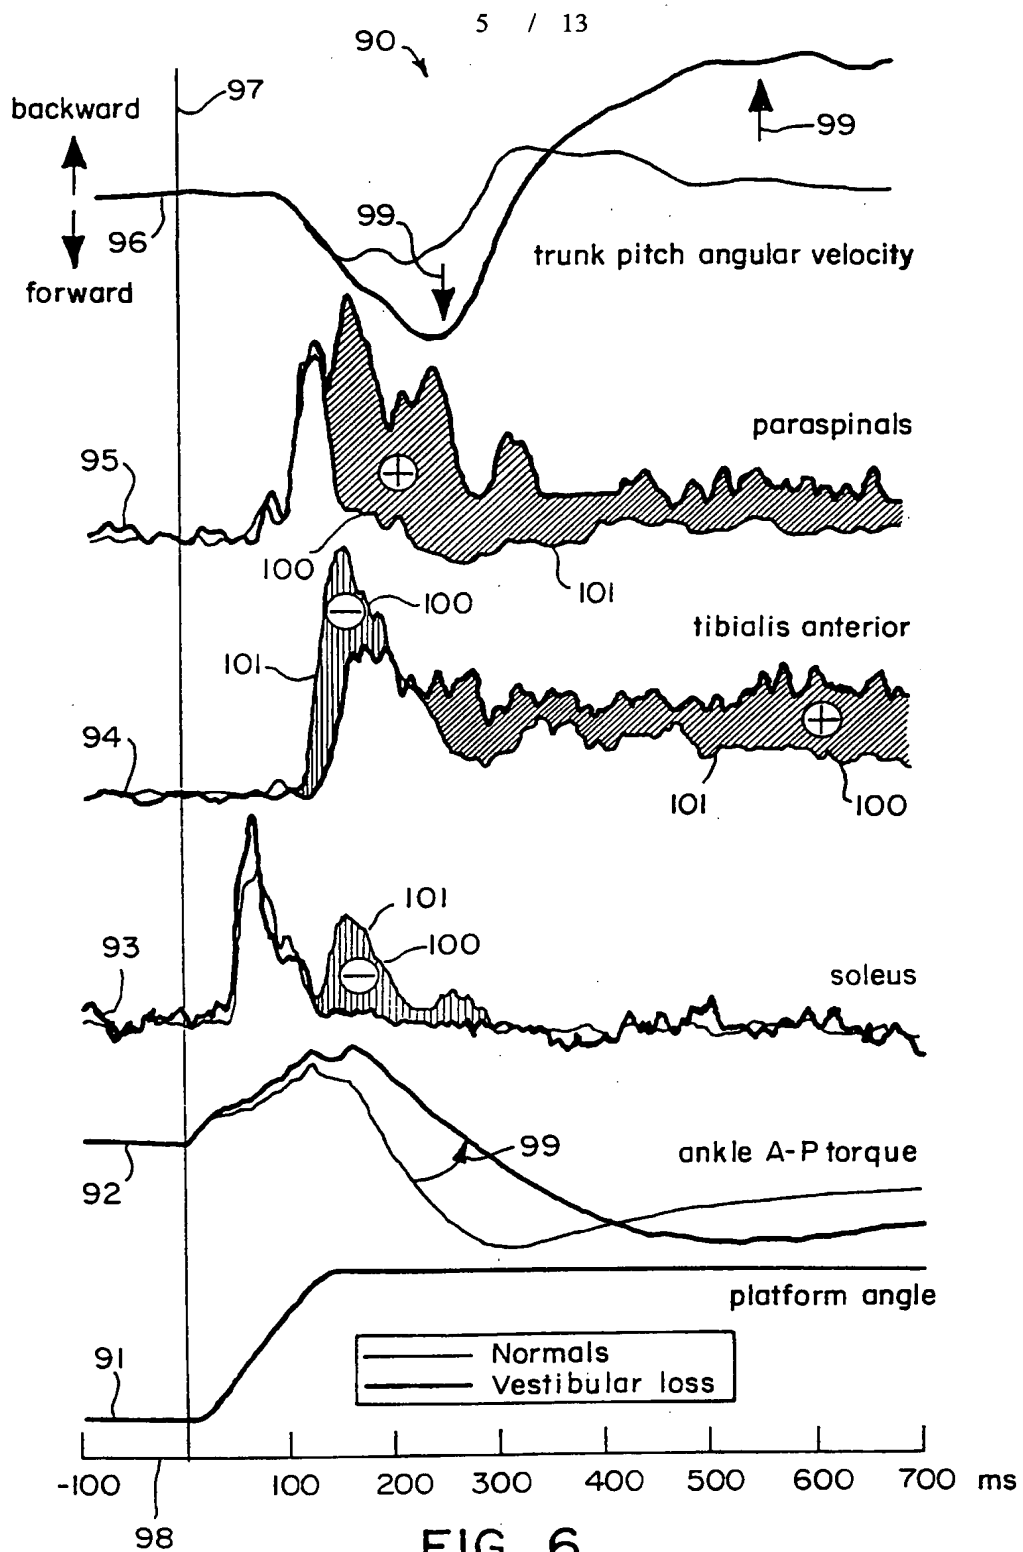 5 / 13
90
97
backward
99
99
96
trunk pitch angular velocity
forward
paraspinals
95
+
100
101
−
100
tibialis anterior
101
94
+
101
100
101
100
93
−
soleus
99
ankle A-P torque
92
platform angle
91
Normals
Vestibular loss
-100 100 200 300 400 500 600 700 ms
98
FIG. 6